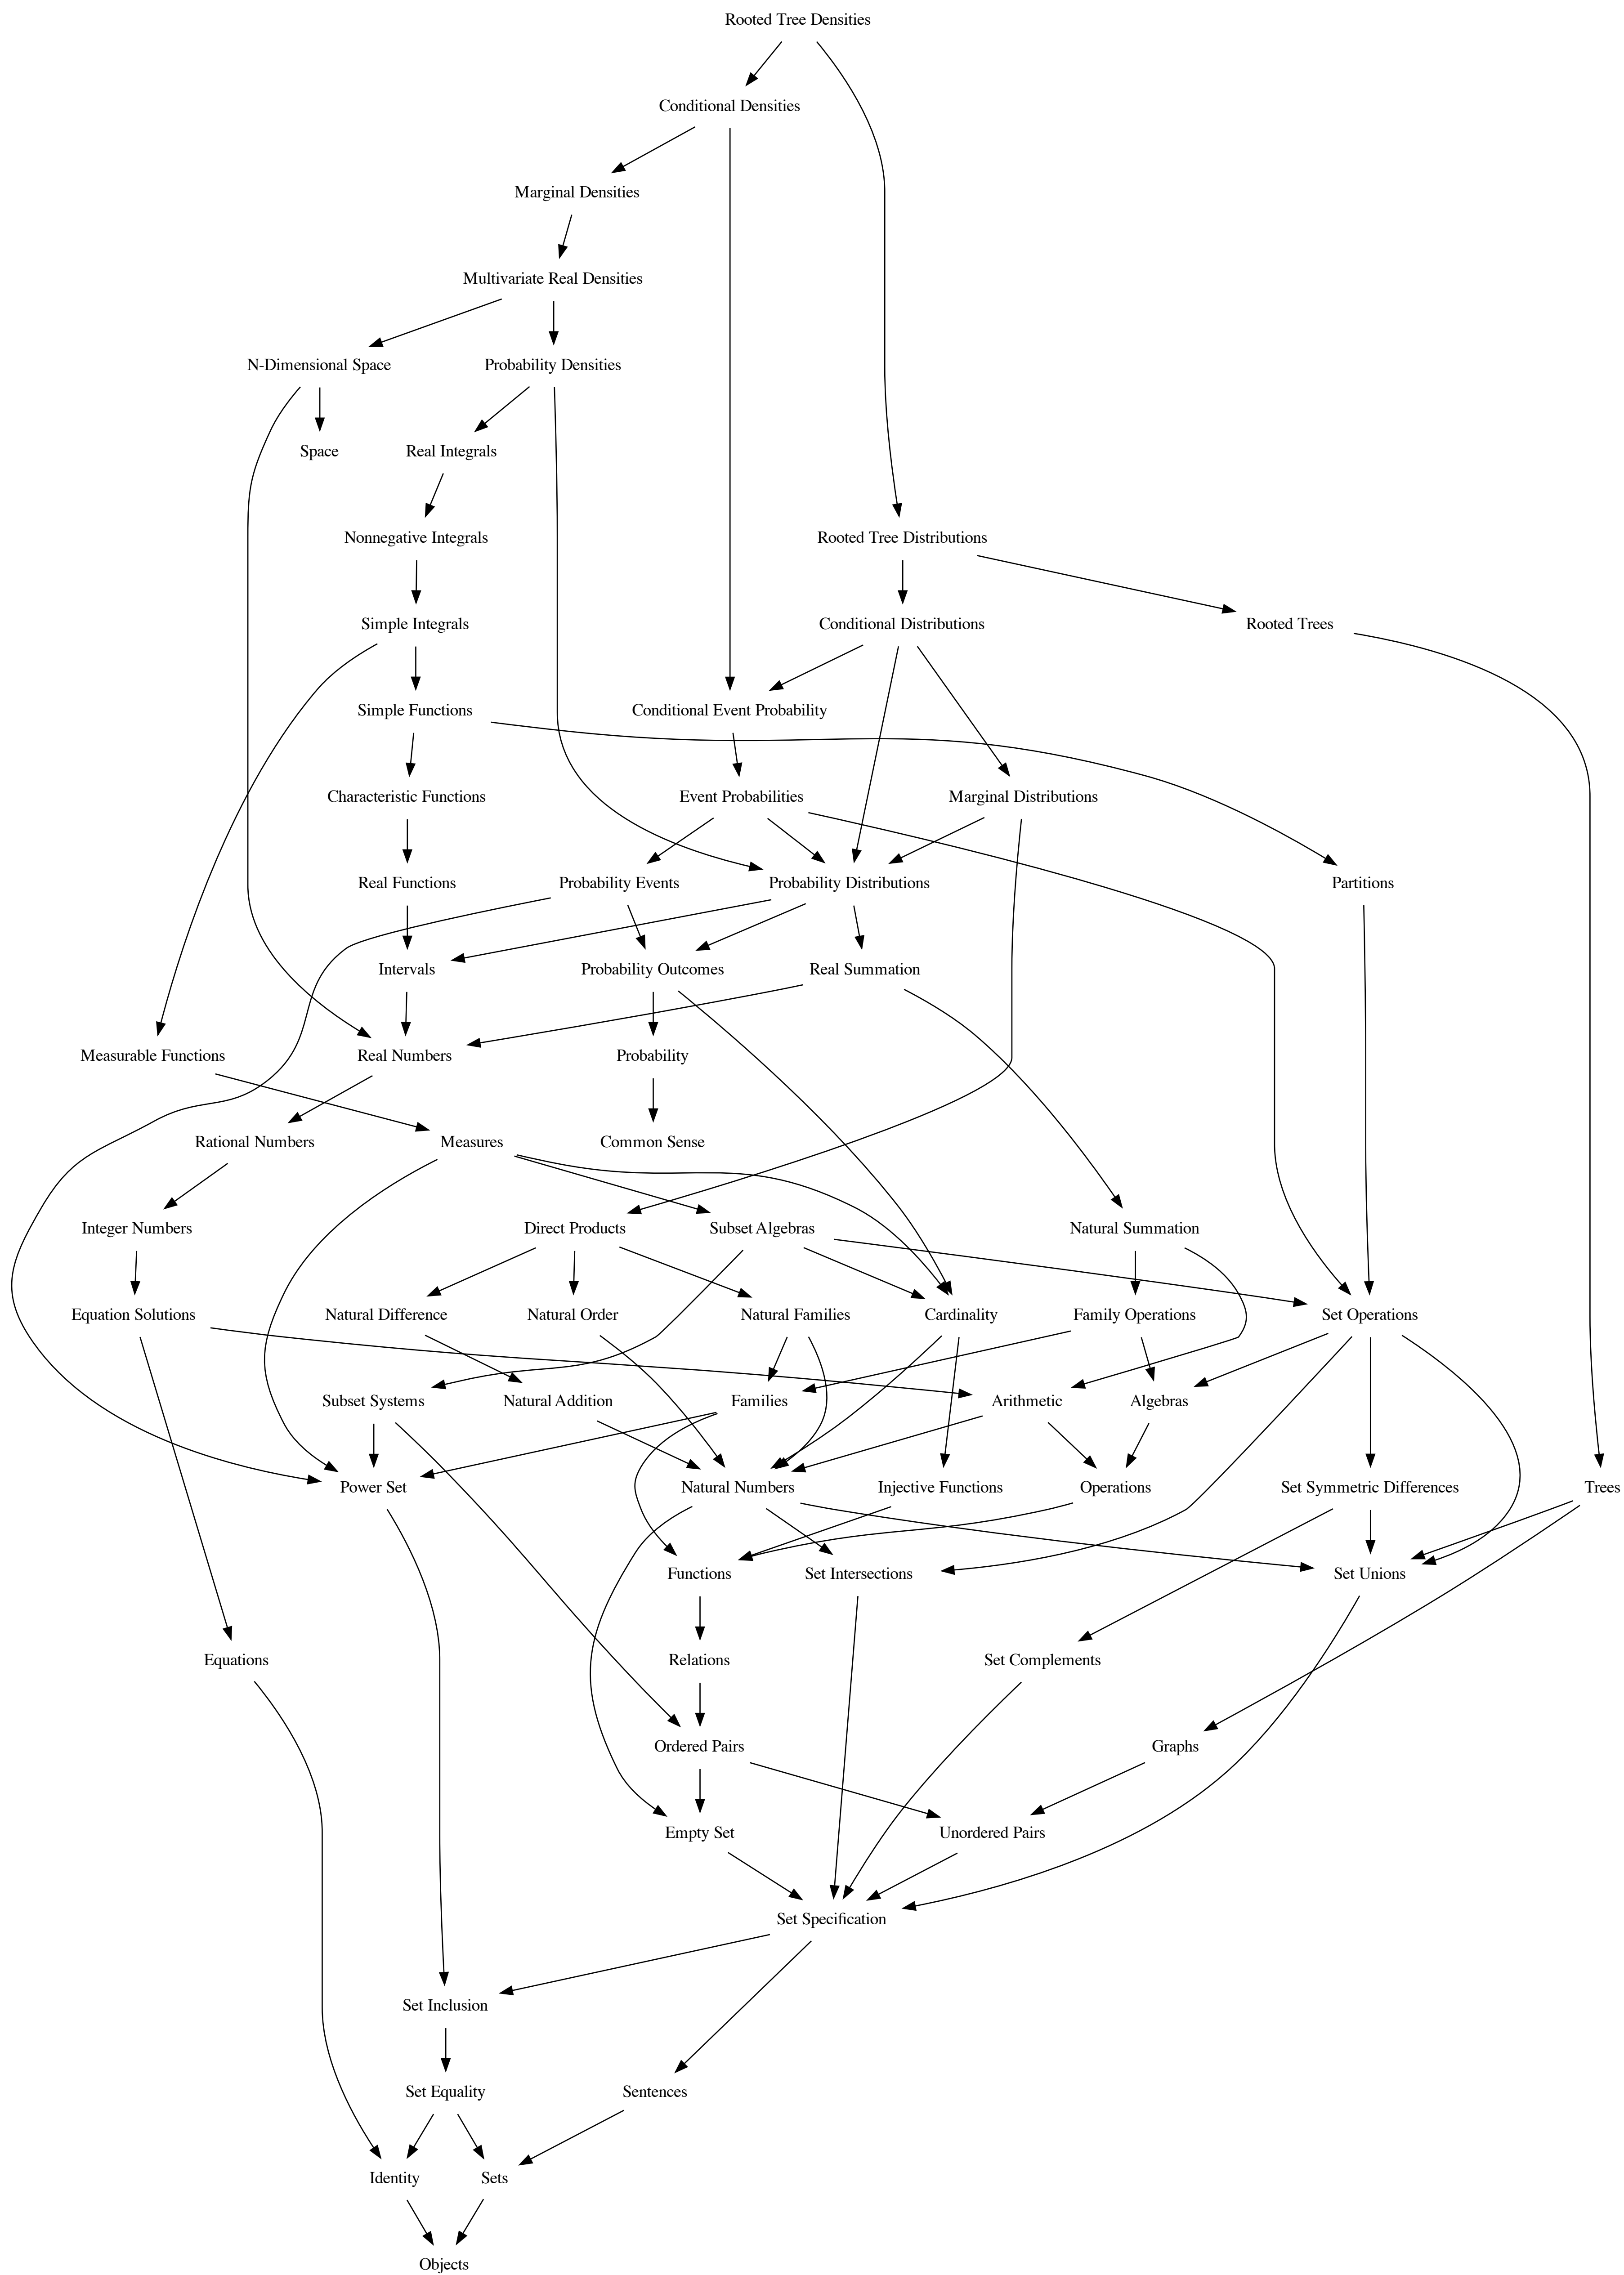 Rooted Tree Densities
Conditional Densities
Marginal Densities
Multivariate Real Densities
N-Dimensional Space
Probability Densities
Space
Real Integrals
Nonnegative Integrals
Rooted Tree Distributions
Simple Integrals
Conditional Distributions
Rooted Trees
Simple Functions
Conditional Event Probability
Characteristic Functions
Event Probabilities
Marginal Distributions
Real Functions
Probability Events
Probability Distributions
Partitions
Intervals
Probability Outcomes
Real Summation
Measurable Functions
Real Numbers
Probability
Rational Numbers
Measures
Common Sense
Integer Numbers
Direct Products
Subset Algebras
Natural Summation
Equation Solutions
Natural Difference
Natural Order
Natural Families
Cardinality
Family Operations
Set Operations
Subset Systems
Natural Addition
Families
Arithmetic
Algebras
Power Set
Natural Numbers
Injective Functions
Operations
Set Symmetric Differences
Trees
Functions
Set Intersections
Set Unions
Equations
Relations
Set Complements
Ordered Pairs
Graphs
Empty Set
Unordered Pairs
Set Specification
Set Inclusion
Set Equality
Sentences
Identity
Sets
Objects